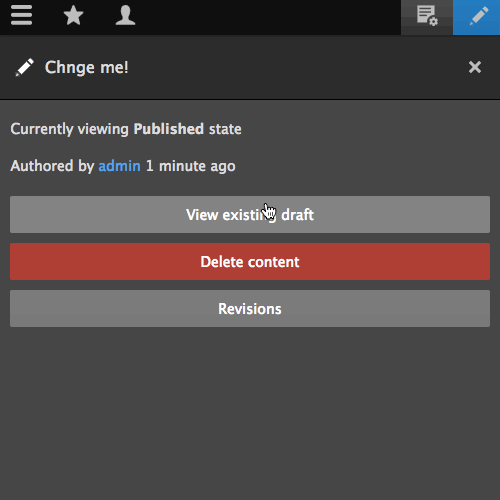 Chnge me!
Currently viewing Published state
Authored by admin 1 minute ago
View existing draft
Delete content
Revisions